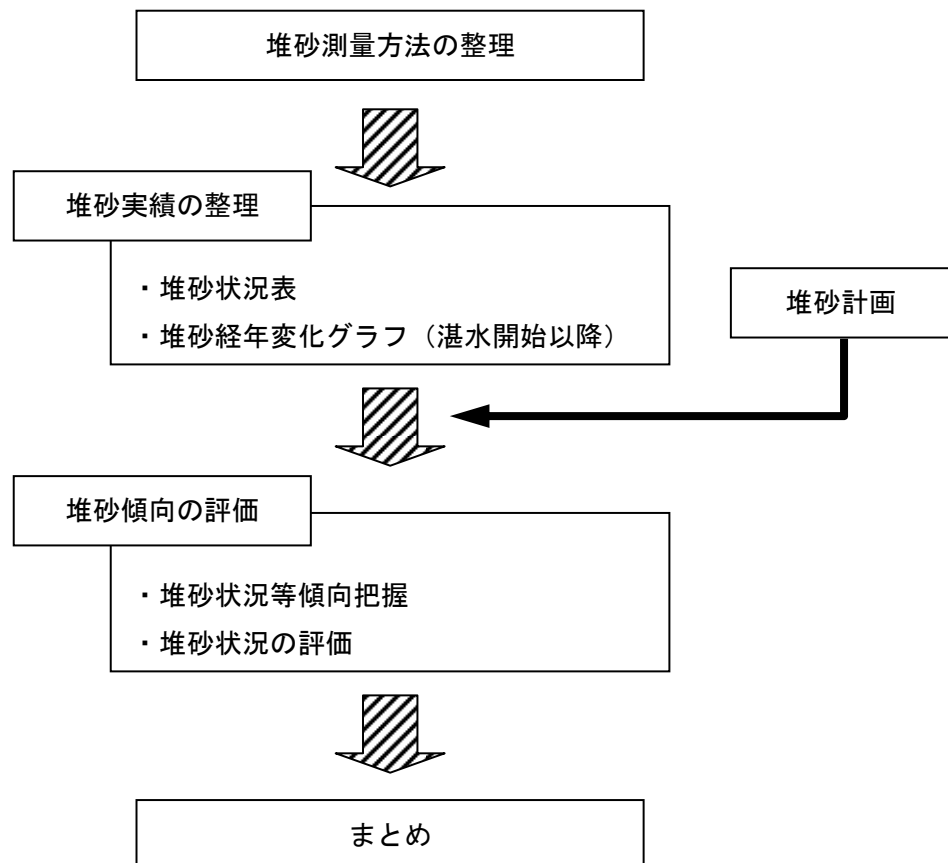 堆砂測量方法の整理
堆砂実績の整理
・堆砂状況表
・堆砂経年変化グラフ（湛水開始以降）
堆砂計画
堆砂傾向の評価
・堆砂状況等傾向把握
・堆砂状況の評価
まとめ